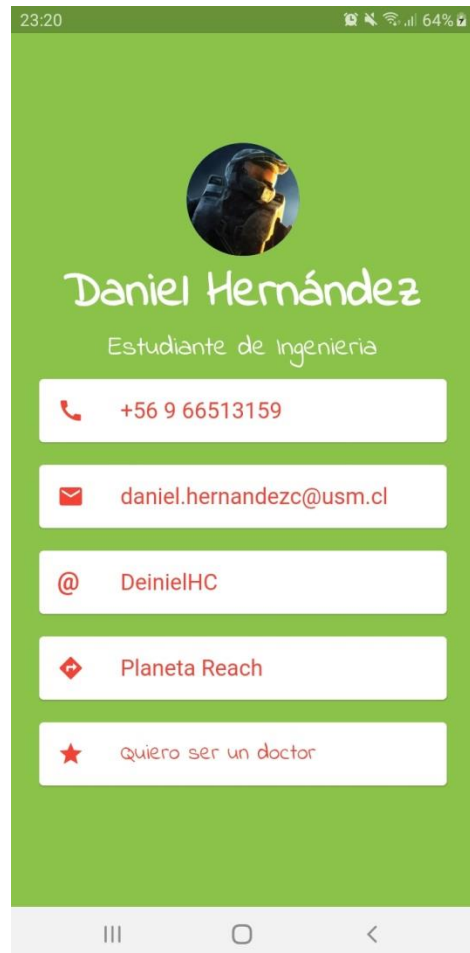 23:20
64%
Daniel Hernández
Estudiante de Ingenieria
+56 9 66513159
daniel.hernandezc@usm.cl
@ DeinielHC
Planeta Reach
Quiero ser un doctor